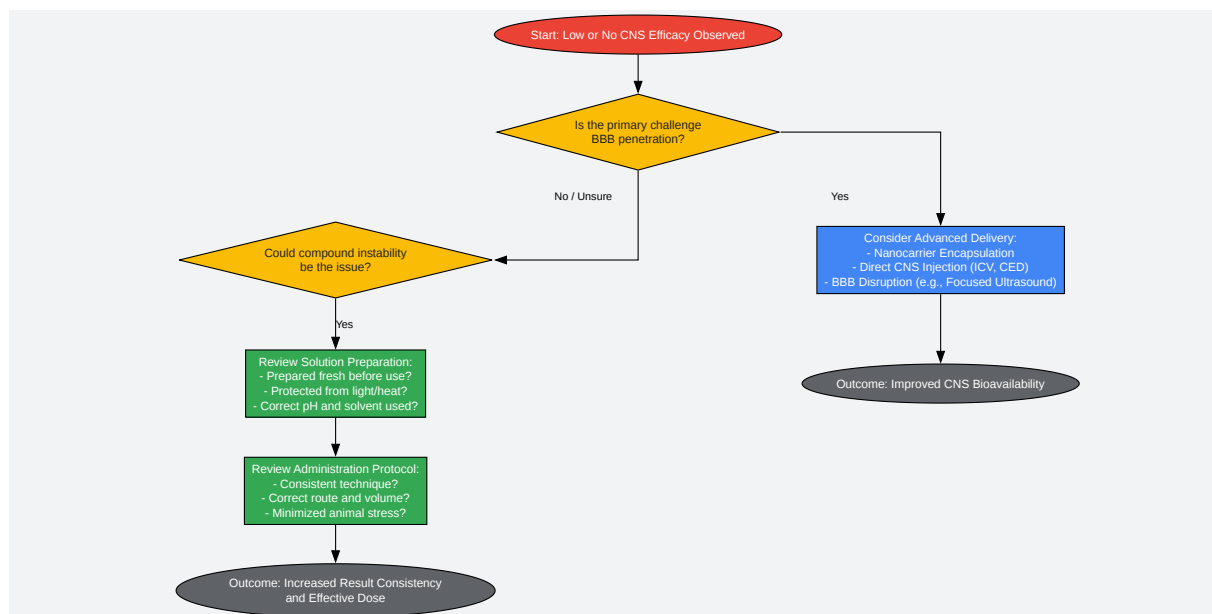 Start: Low or No CNS Efficacy Observed
Is the primary challenge
BBB penetration?
No / Unsure
Yes
Could compound instability
be the issue?
Consider Advanced Delivery:
- Nanocarrier Encapsulation
- Direct CNS Injection (ICV, CED)
- BBB Disruption (e.g., Focused Ultrasound)
Yes
Review Solution Preparation:
- Prepared fresh before use?
- Protected from light/heat?
- Correct pH and solvent used?
Outcome: Improved CNS Bioavailability
Review Administration Protocol:
- Consistent technique?
- Correct route and volume?
- Minimized animal stress?
Outcome: Increased Result Consistency
and Effective Dose